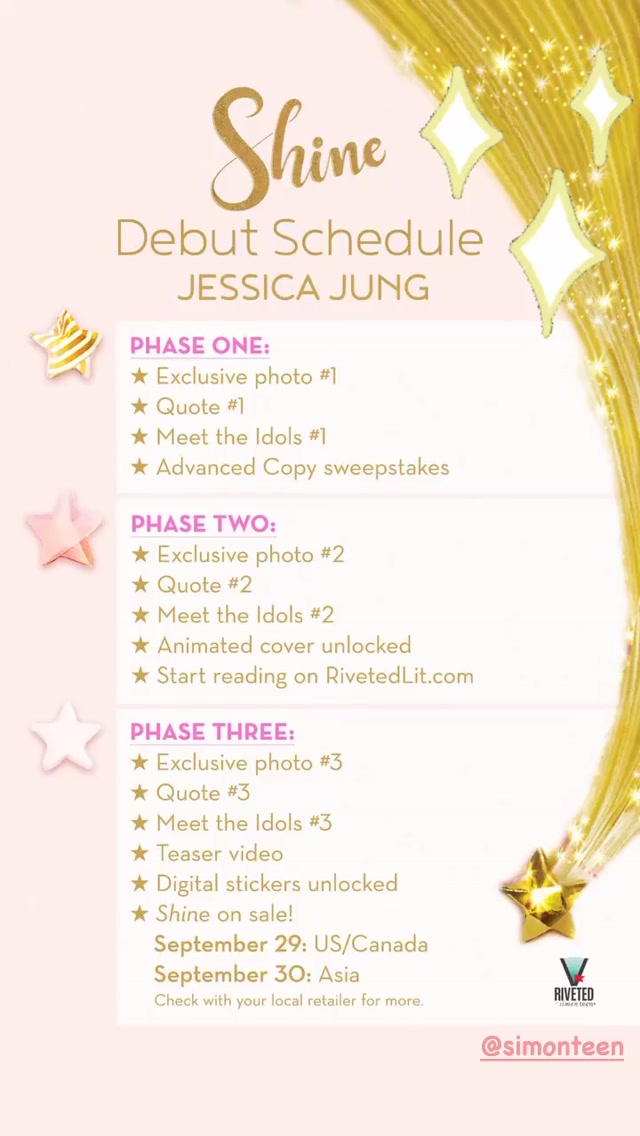 Shine
Debut Schedule
JESSICA JUNG
PHASE ONE:
★ Exclusive photo #1
★ Quote #1
★ Meet the Idols #1
★ Advanced Copy sweepstakes
PHASE TWO:
★ Exclusive photo #2
★ Quote #2
★ Meet the Idols #2
★ Animated cover unlocked
★ Start reading on RivetedLit.com
PHASE THREE:
★ Exclusive photo #3
★ Quote #3
★ Meet the Idols #3
★ Teaser video
★ Digital stickers unlocked
★ Shine on sale!
September 29: US/Canada
September 30: Asia
Check with your local retailer for more.
RIVETED
simon teen
@simonteen